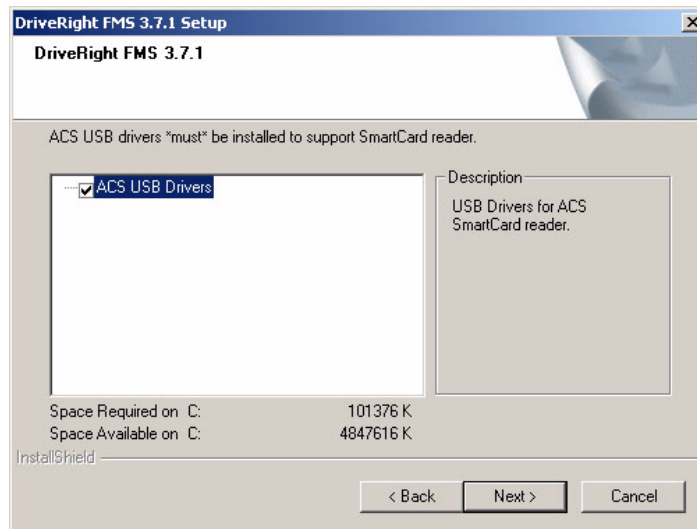 DriveRight FMS 3.7.1 Setup
DriveRight FMS 3.7.1
ACS USB drivers *must* be installed to support SmartCard reader.
ACS USB Drivers
Description
USB Drivers for ACS
SmartCard reader.
Space Required on C: 101376 K
Space Available on C: 4847616 K
InstallShield
< Back Next > Cancel